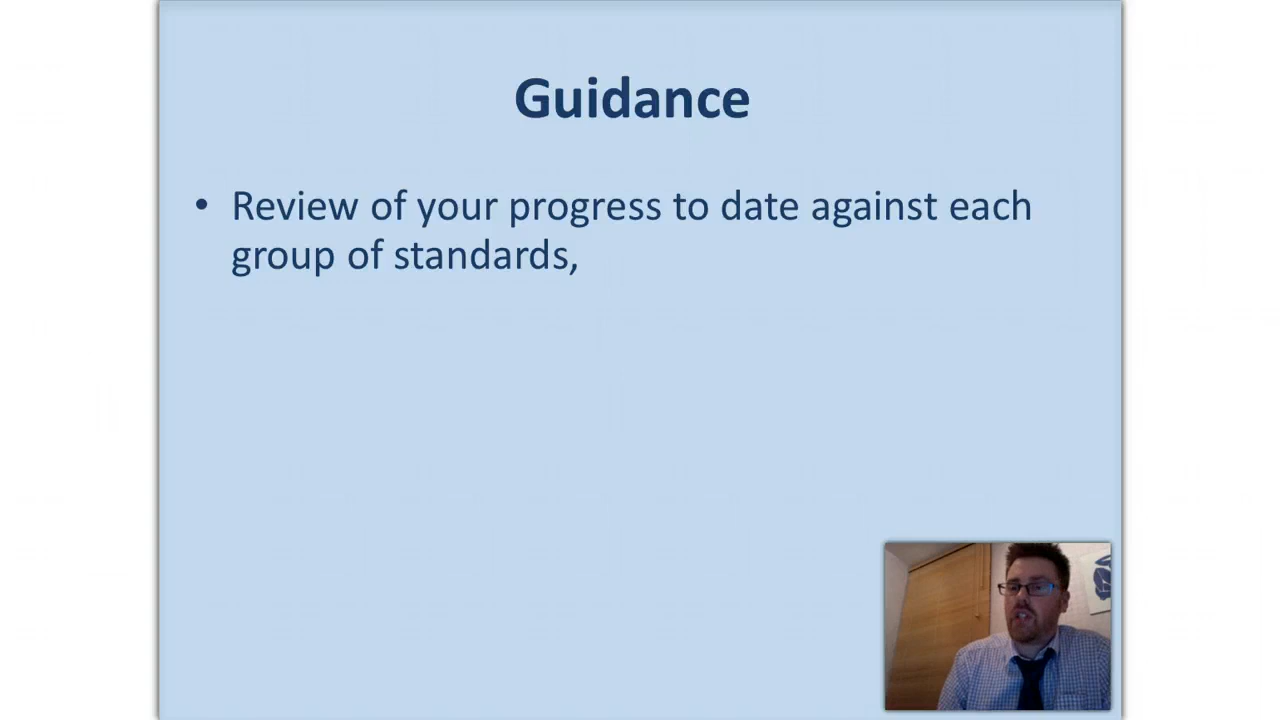 Guidance
• Review of your progress to date against each
group of standards,